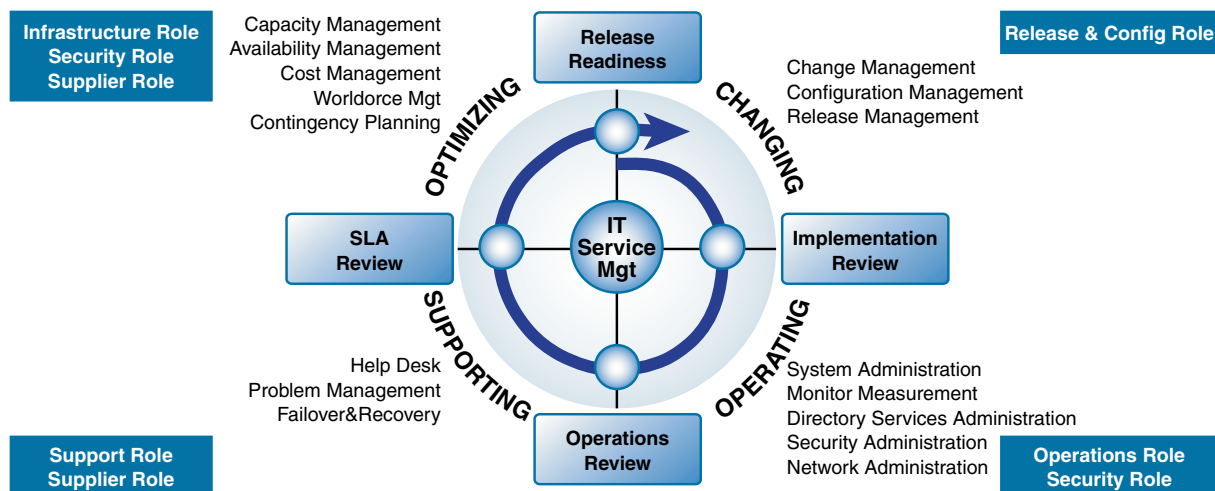 Infrastructure Role
Security Role
Supplier Role
Capacity Management
Availability Management
Cost Management
Worldorce Mgt
Contingency Planning
Release
Readiness
Release & Config Role
Change Management
Configuration Management
Release Management
OPTIMIZING
CHANGING
SLA
Review
IT
Service
Mgt
Implementation
Review
SUPPORTING
OPERATING
Help Desk
Problem Management
Failover&Recovery
Operations
Review
System Administration
Monitor Measurement
Directory Services Administration
Security Administration
Network Administration
Support Role
Supplier Role
Operations Role
Security Role